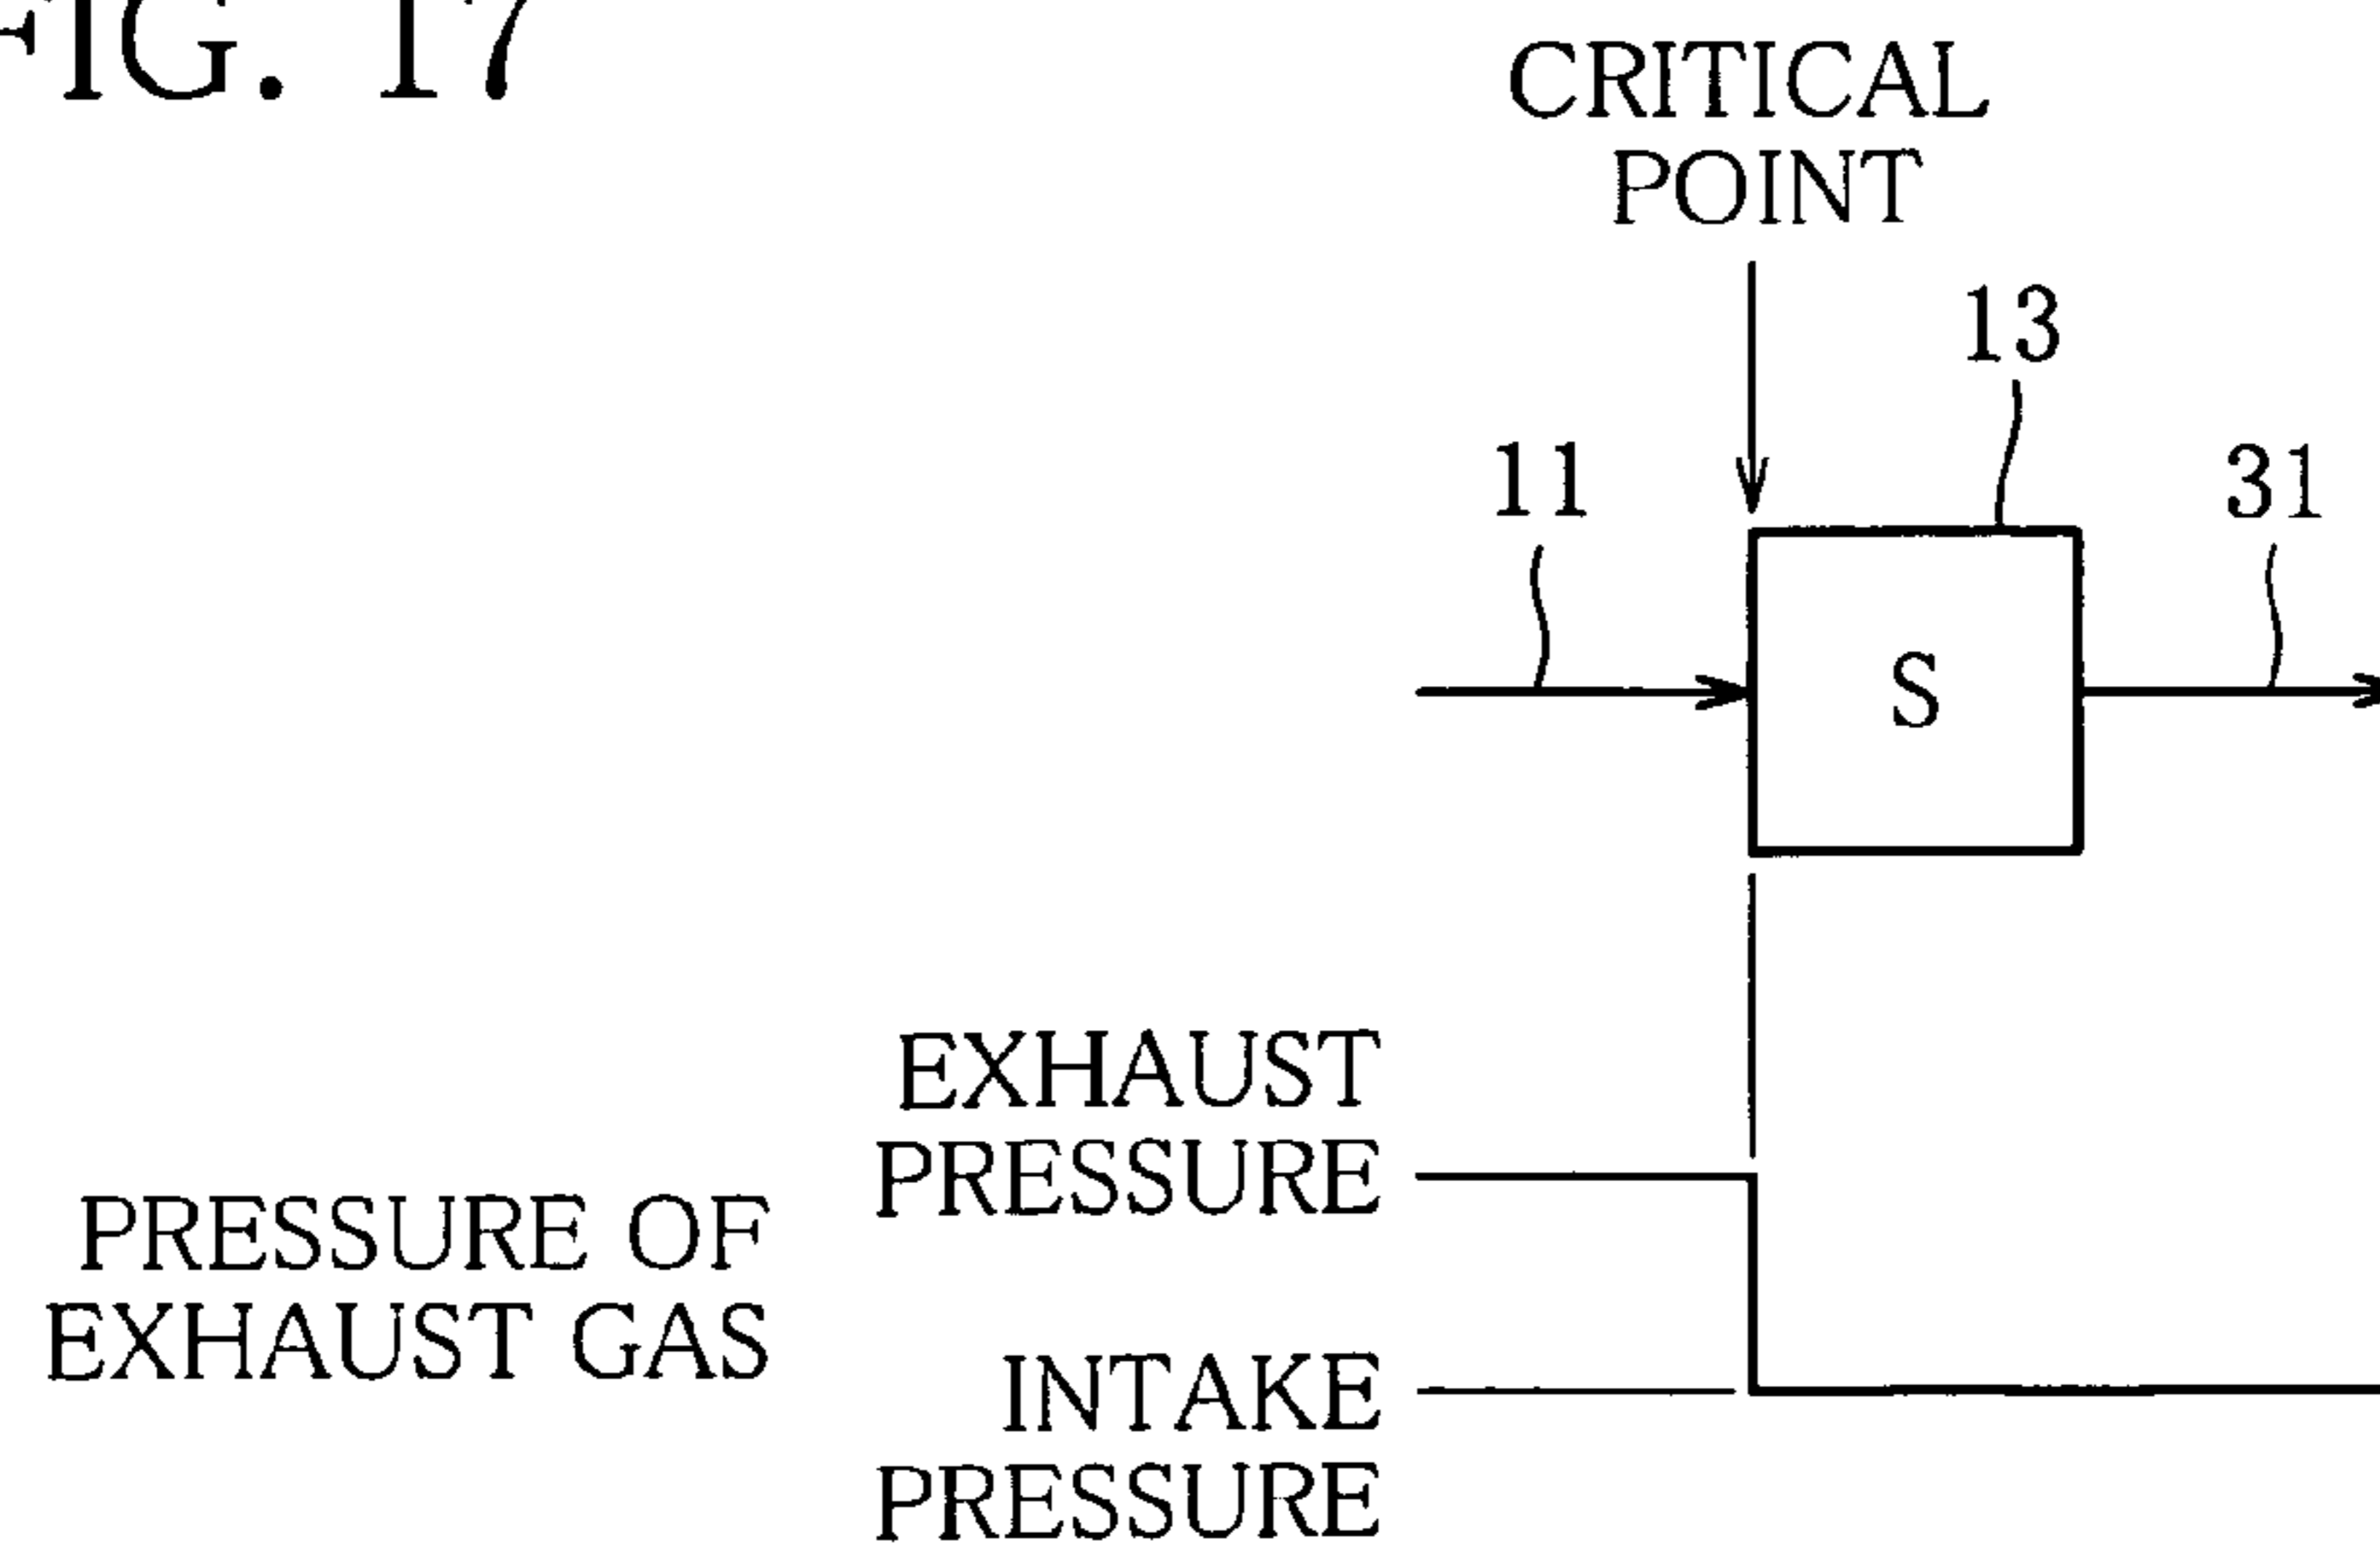 FIG. 17
CRITICAL
POINT
13
11
31
S
EXHAUST
PRESSURE
PRESSURE OF
EXHAUST GAS
INTAKE
PRESSURE